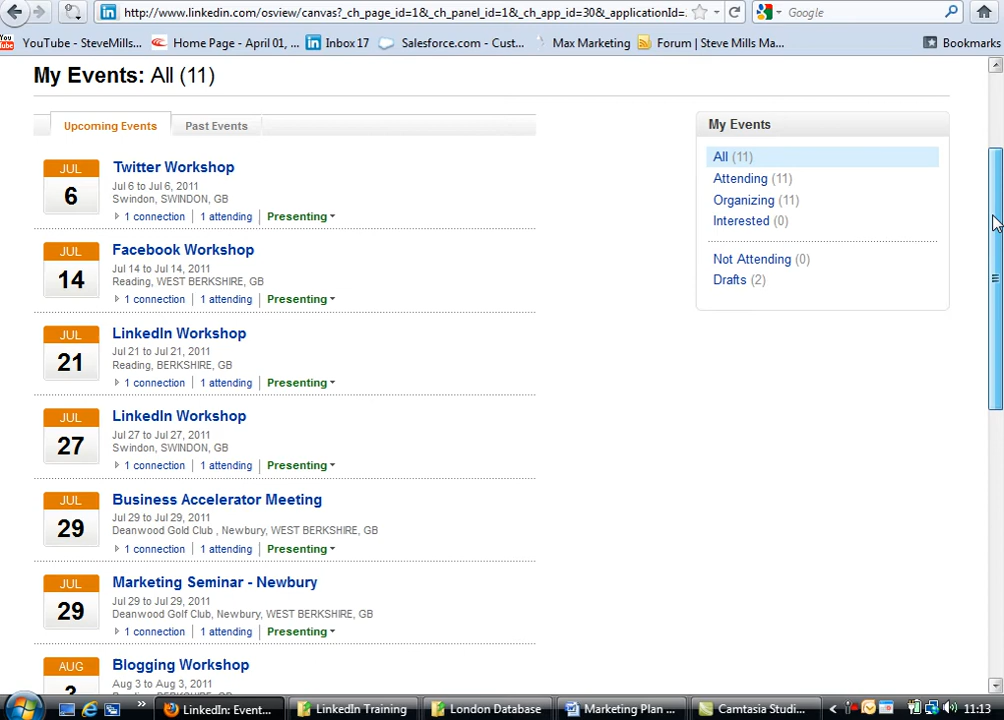 http://www.linkedin.com/osview/canvas?_ch_page_id=1&_ch_panel_id=1&_ch_app_id=30&_applicationId=
Google
YouTube - SteveMills...
Home Page - April 01, ...
Inbox 17
Salesforce.com - Cust...
Max Marketing
Forum | Steve Mills Ma...
Bookmarks
My Events: All (11)
Upcoming Events
Past Events
JUL
6
Twitter Workshop
Jul 6 to Jul 6, 2011
Swindon, SWINDON, GB
1 connection | 1 attending | Presenting
JUL
14
Facebook Workshop
Jul 14 to Jul 14, 2011
Reading, WEST BERKSHIRE, GB
1 connection | 1 attending | Presenting
JUL
21
LinkedIn Workshop
Jul 21 to Jul 21, 2011
Reading, BERKSHIRE, GB
1 connection | 1 attending | Presenting
JUL
27
LinkedIn Workshop
Jul 27 to Jul 27, 2011
Swindon, SWINDON, GB
1 connection | 1 attending | Presenting
JUL
29
Business Accelerator Meeting
Jul 29 to Jul 29, 2011
Deanwood Gold Club , Newbury, WEST BERKSHIRE, GB
1 connection | 1 attending | Presenting
JUL
29
Marketing Seminar - Newbury
Jul 29 to Jul 29, 2011
Deanwood Golf Club, Newbury, WEST BERKSHIRE, GB
1 connection | 1 attending | Presenting
AUG
3
Blogging Workshop
Aug 3 to Aug 3, 2011
My Events
All (11)
Attending (11)
Organizing (11)
Interested (0)
Not Attending (0)
Drafts (2)
LinkedIn: Event...
LinkedIn Training
London Database
Marketing Plan ...
Camtasia Studi...
11:13